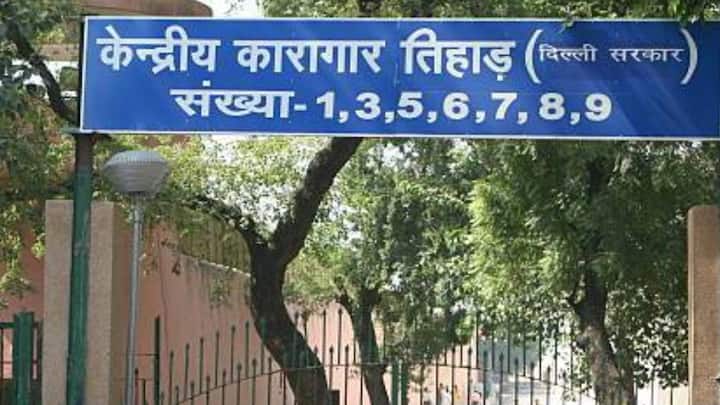 केन्द्रीय कारागार तिहाड़ (दिल्ली सरकार)
संख्या-1,3,5,6,7,8,9